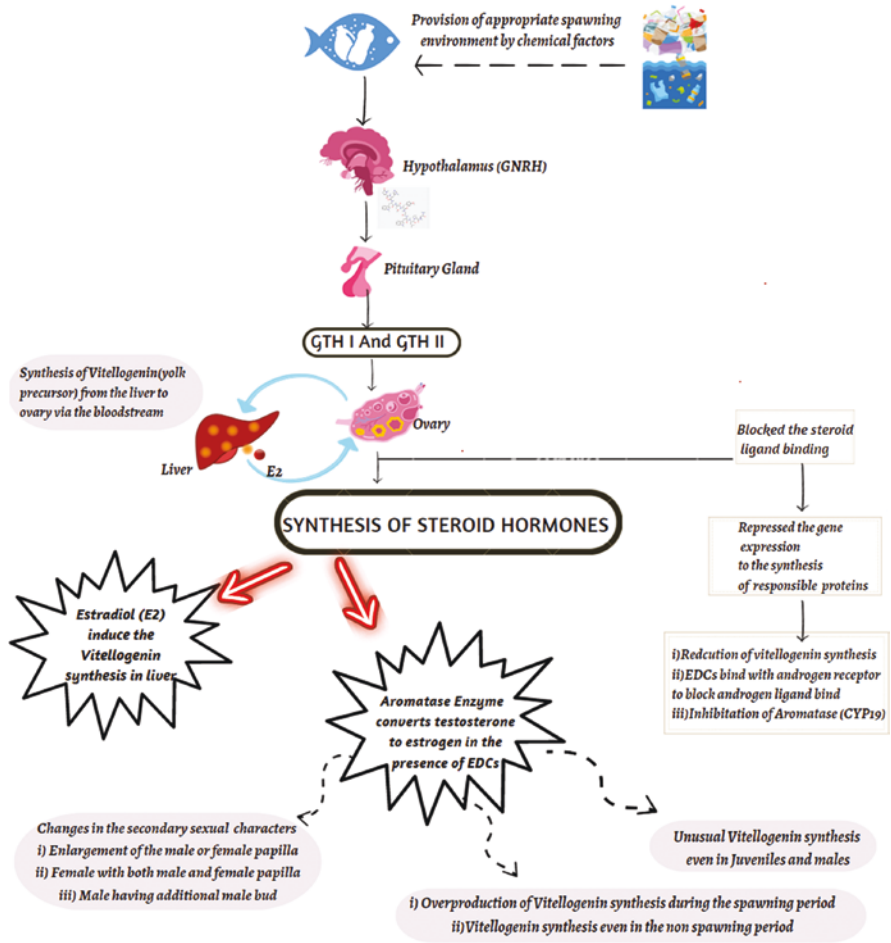 Provision of appropriate spawning
environment by chemical factors
Hypothalamus (GNRH)
Pituitary Gland
GTH I And GTH II
Synthesis of Vitellogenin(yolk
precursor) from the liver to
ovary via the bloodstream
Ovary
Liver
E2
Blocked the steroid
ligand binding
SYNTHESIS OF STEROID HORMONES
Repressed the gene
expression
to the synthesis
of responsible proteins
Estradiol (E2)
induce the
Vitellogenin
synthesis in liver
i)Redcution of vitellogenin synthesis
ii)EDCs bind with androgen receptor
to block androgen ligand bind
iii)Inhibitation of Aromatase (CYP19)
Aromatase Enzyme
converts testosterone
to estrogen in the
presence of EDCs
Changes in the secondary sexual characters
i) Enlargement of the male or female papilla
ii) Female with both male and female papilla
iii) Male having additional male bud
Unusual Vitellogenin synthesis
even in Juveniles and males
i) Overproduction of Vitellogenin synthesis during the spawning period
ii)Vitellogenin synthesis even in the non spawning period